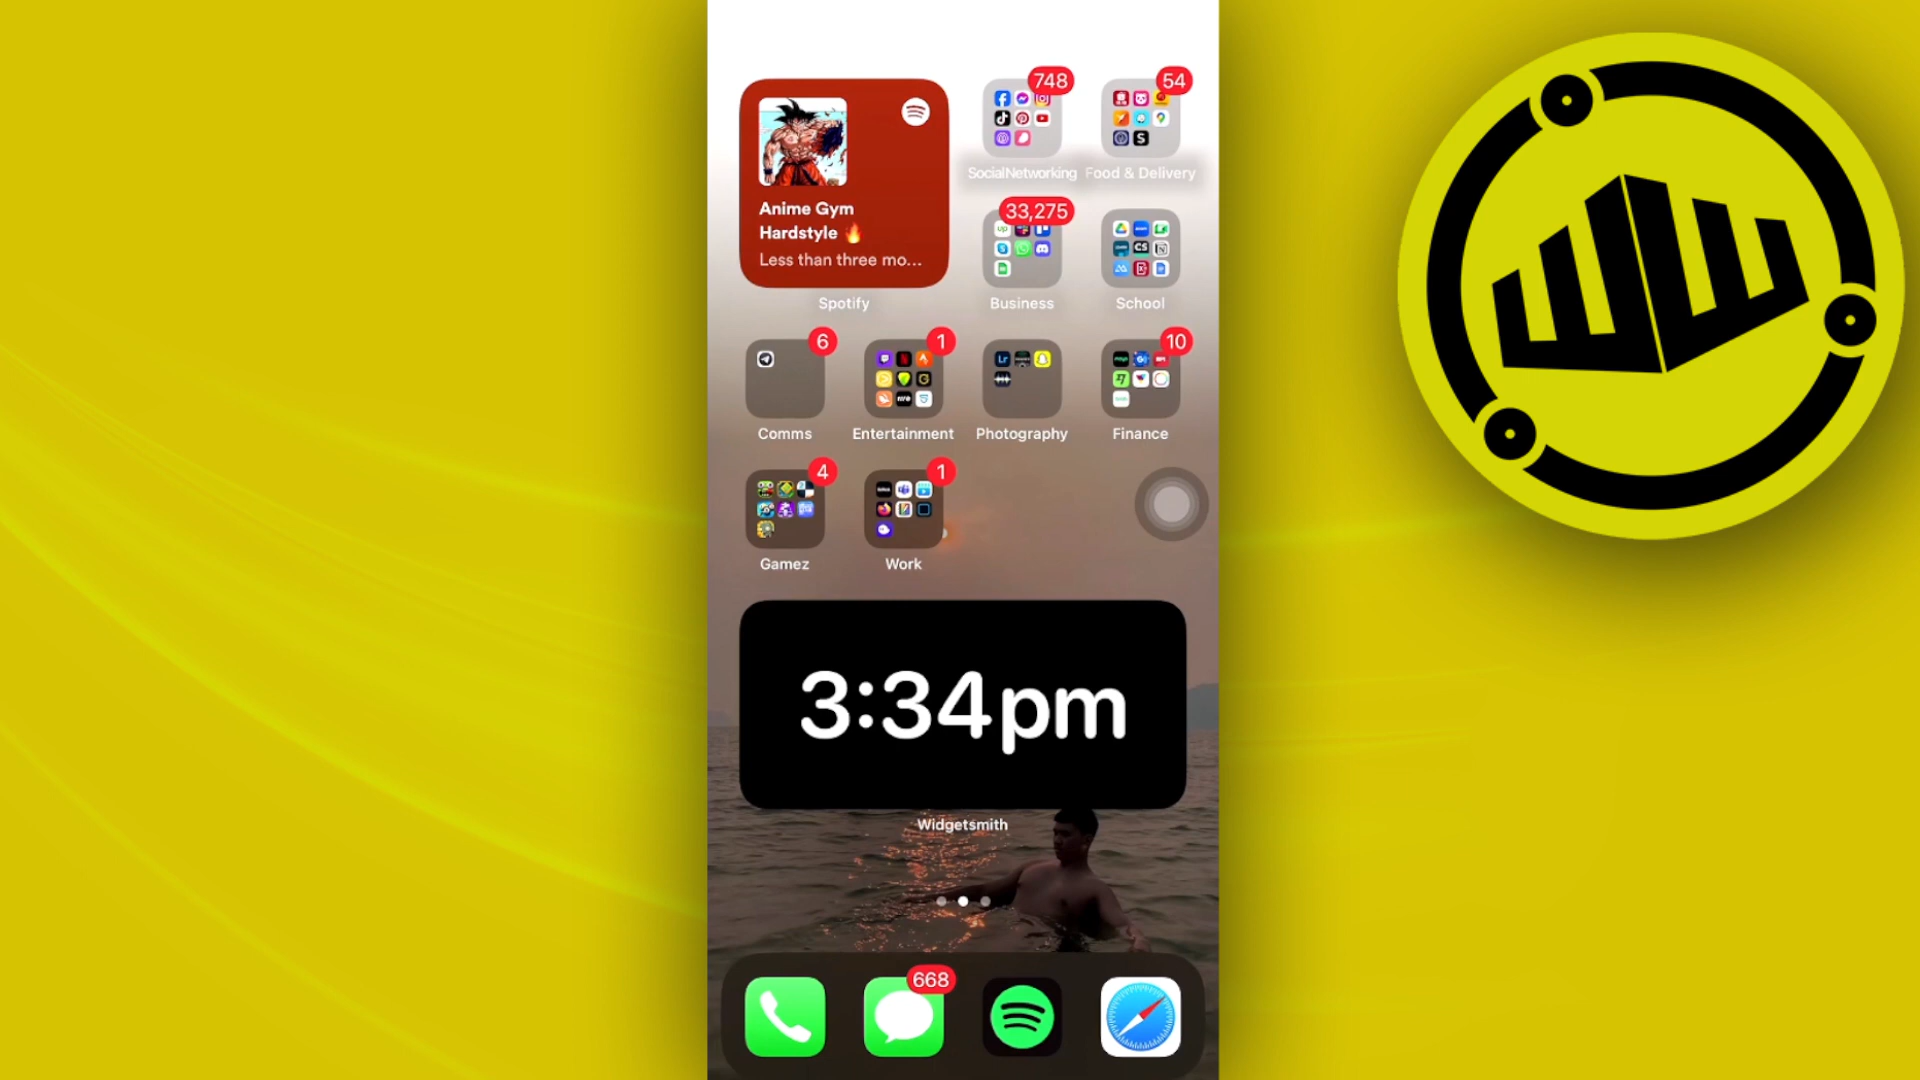 748
54
Anime Gym
Hardstyle 🔥
Less than three mo...
Spotify
SocialNetworking
Food & Delivery
33,275
Business
School
6
1
10
Lr
Comms
Entertainment
Photography
Finance
4
1
Gamez
Work
3:34pm
Widgetsmith
668